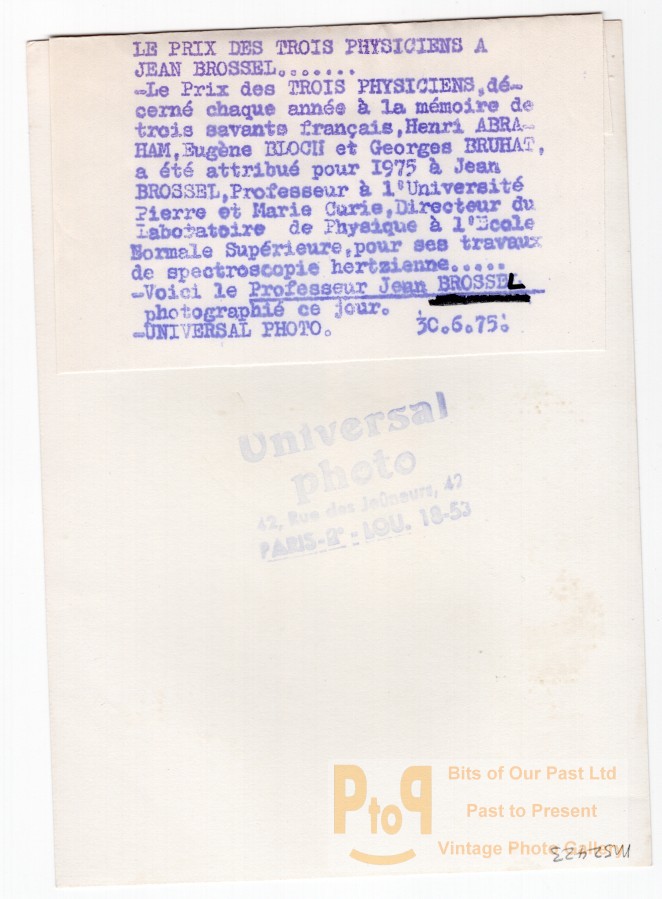 LE PRIX DES TROIS PHYSICIENS A
JEAN BROSSEL.......
-Le Prix des TROIS PHYSICIENS,dé-
cerné chaque année à la mémoire de
trois savants français,Henri ABRA-
HAM,Eugène BLOCH et Georges BRUHAT,
a été attribué pour 1975 à Jean
BROSSEL,Professeur à l'Université
Pierre et Marie Curie,Directeur du
Laboratoire de Physique à l'Ecole
Normale Supérieure,pour ses travaux
de spectroscopie hertzienne.....
-Voici le Professeur Jean BROSSEL
photographié ce jour.
-UNIVERSAL PHOTO. 30.6.75.
Universal
photo
42, Rue des Jeûneurs, 42
PARIS-2e - LOU. 18-53
PtoP
Bits of Our Past Ltd
Past to Present
Vintage Photo Gallery
M52423